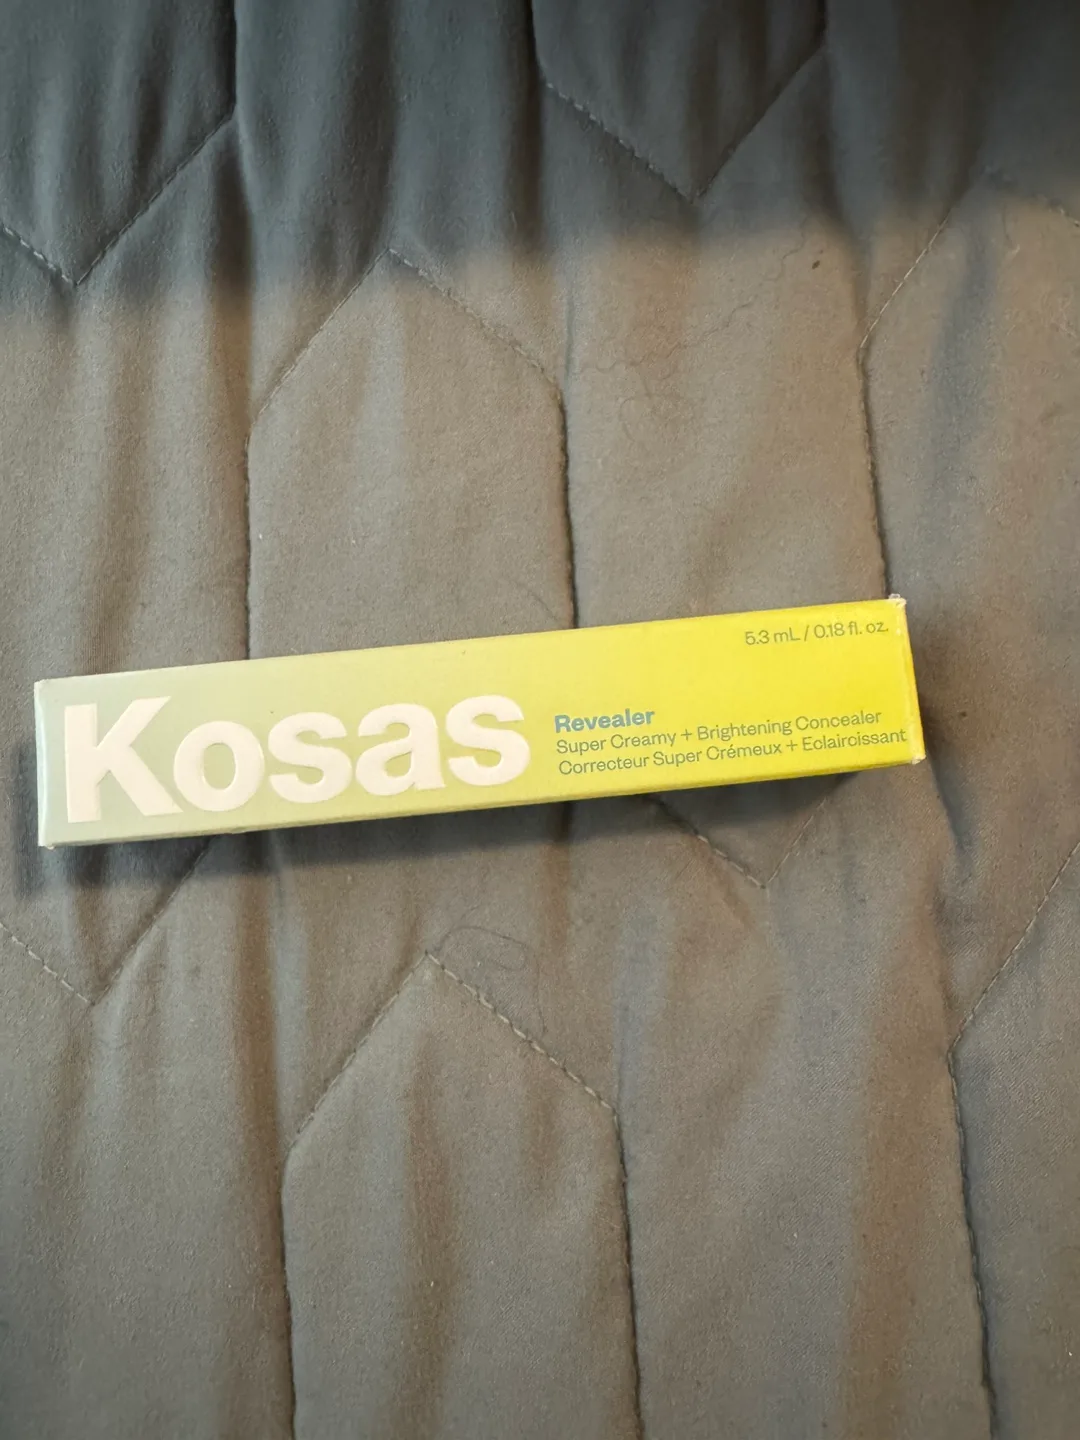 Kosas
5.3 mL / 0.18 fl. oz.
Revealer
Super Creamy + Brightening Concealer
Correcteur Super Crémeux + Eclaircissant